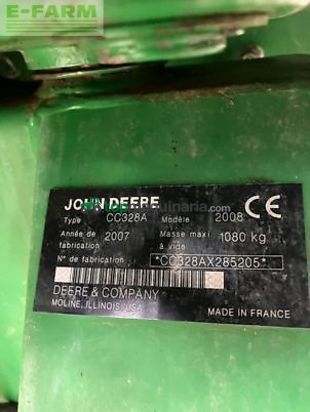 E-FARM
JOHN DEERE
Type CC328A Modèle 2008 CE
Année de fabrication 2007 Masse maxi à vide 1080 kg
N° de fabrication *CC328AX285205*
DEERE & COMPANY
MOLINE, ILLINOIS, USA
MADE IN FRANCE